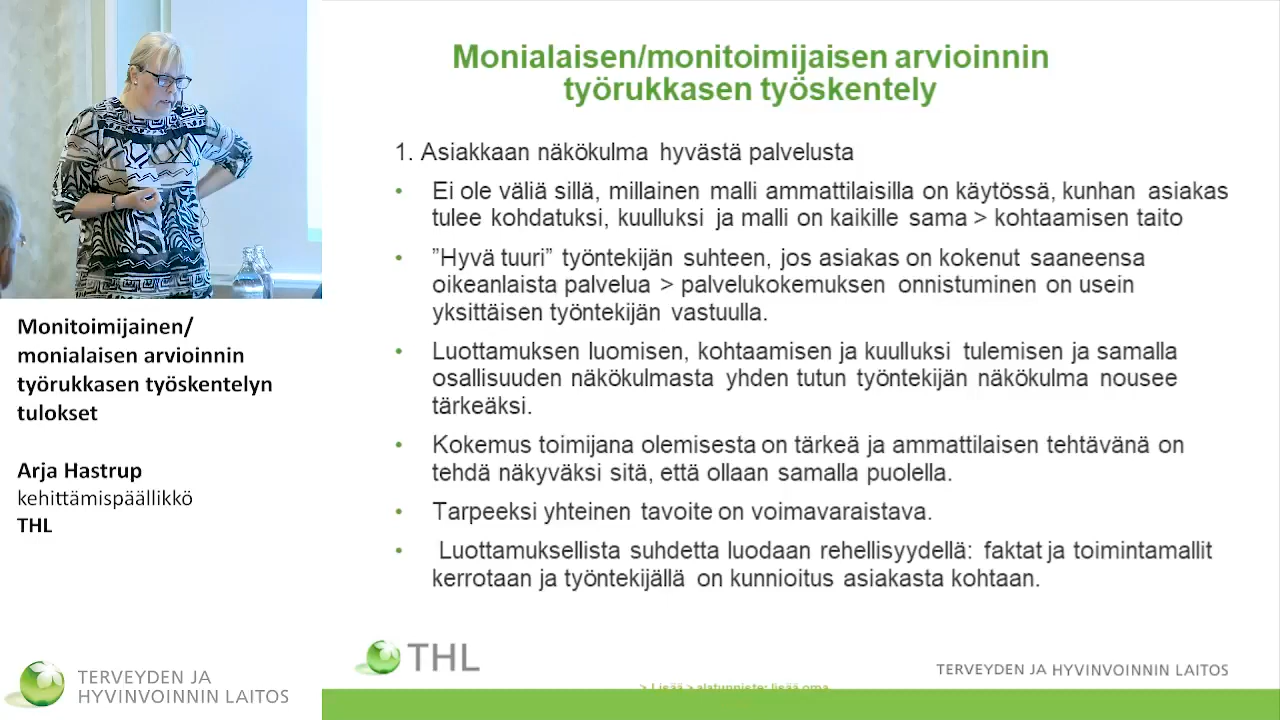 Monialaisen/monitoimijaisen arvioinnin
työrukkasen työskentely
1. Asiakkaan näkökulma hyvästä palvelusta
• Ei ole väliä sillä, millainen malli ammattilaisilla on käytössä, kunhan asiakas
tulee kohdatuksi, kuulluksi ja malli on kaikille sama > kohtaamisen taito
• ”Hyvä tuuri” työntekijän suhteen, jos asiakas on kokenut saaneensa
oikeanlaista palvelua > palvelukokemuksen onnistuminen on usein
yksittäisen työntekijän vastuulla.
• Luottamuksen luomisen, kohtaamisen ja kuulluksi tulemisen ja samalla
osallisuuden näkökulmasta yhden tutun työntekijän näkökulma nousee
tärkeäksi.
• Kokemus toimijana olemisesta on tärkeä ja ammattilaisen tehtävänä on
tehdä näkyväksi sitä, että ollaan samalla puolella.
• Tarpeeksi yhteinen tavoite on voimavaraistava.
• Luottamuksellista suhdetta luodaan rehellisyydellä: faktat ja toimintamallit
kerrotaan ja työntekijällä on kunnioitus asiakasta kohtaan.
THL
TERVEYDEN JA HYVINVOINNIN LAITOS
> Lisää > alatunniste: lisää oma
Monitoimijainen/
monialaisen arvioinnin
työrukkasen työskentelyn
tulokset
Arja Hastrup
kehittämispäällikkö
THL
TERVEYDEN JA
HYVINVOINNIN LAITOS